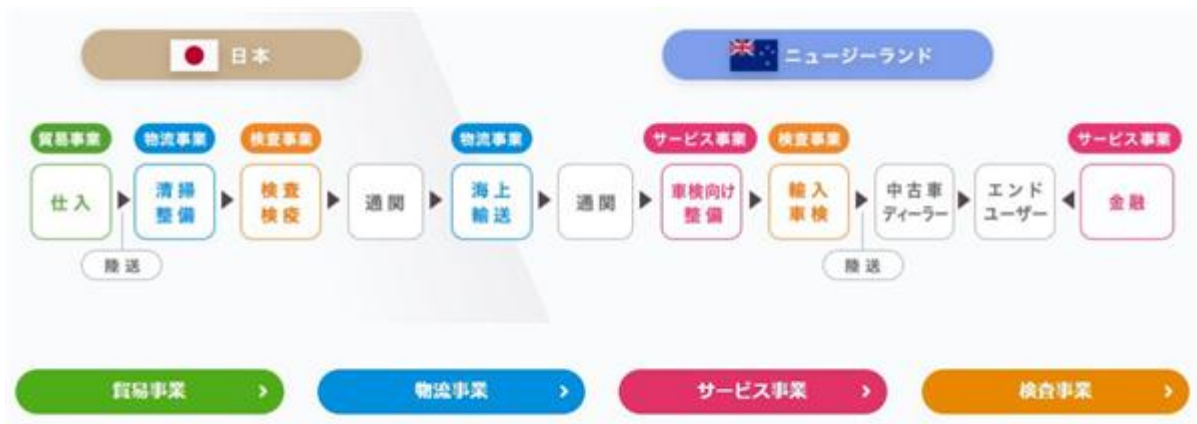 日本
ニュージーランド
貿易事業
物流事業
検査事業
物流事業
サービス事業
検査事業
サービス事業
仕入
清掃
整備
検査
検疫
通関
海上
輸送
通関
車検向け
整備
輸入
車検
中古車
ディーラー
エンド
ユーザー
金融
陸送
陸送
貿易事業
物流事業
サービス事業
検査事業